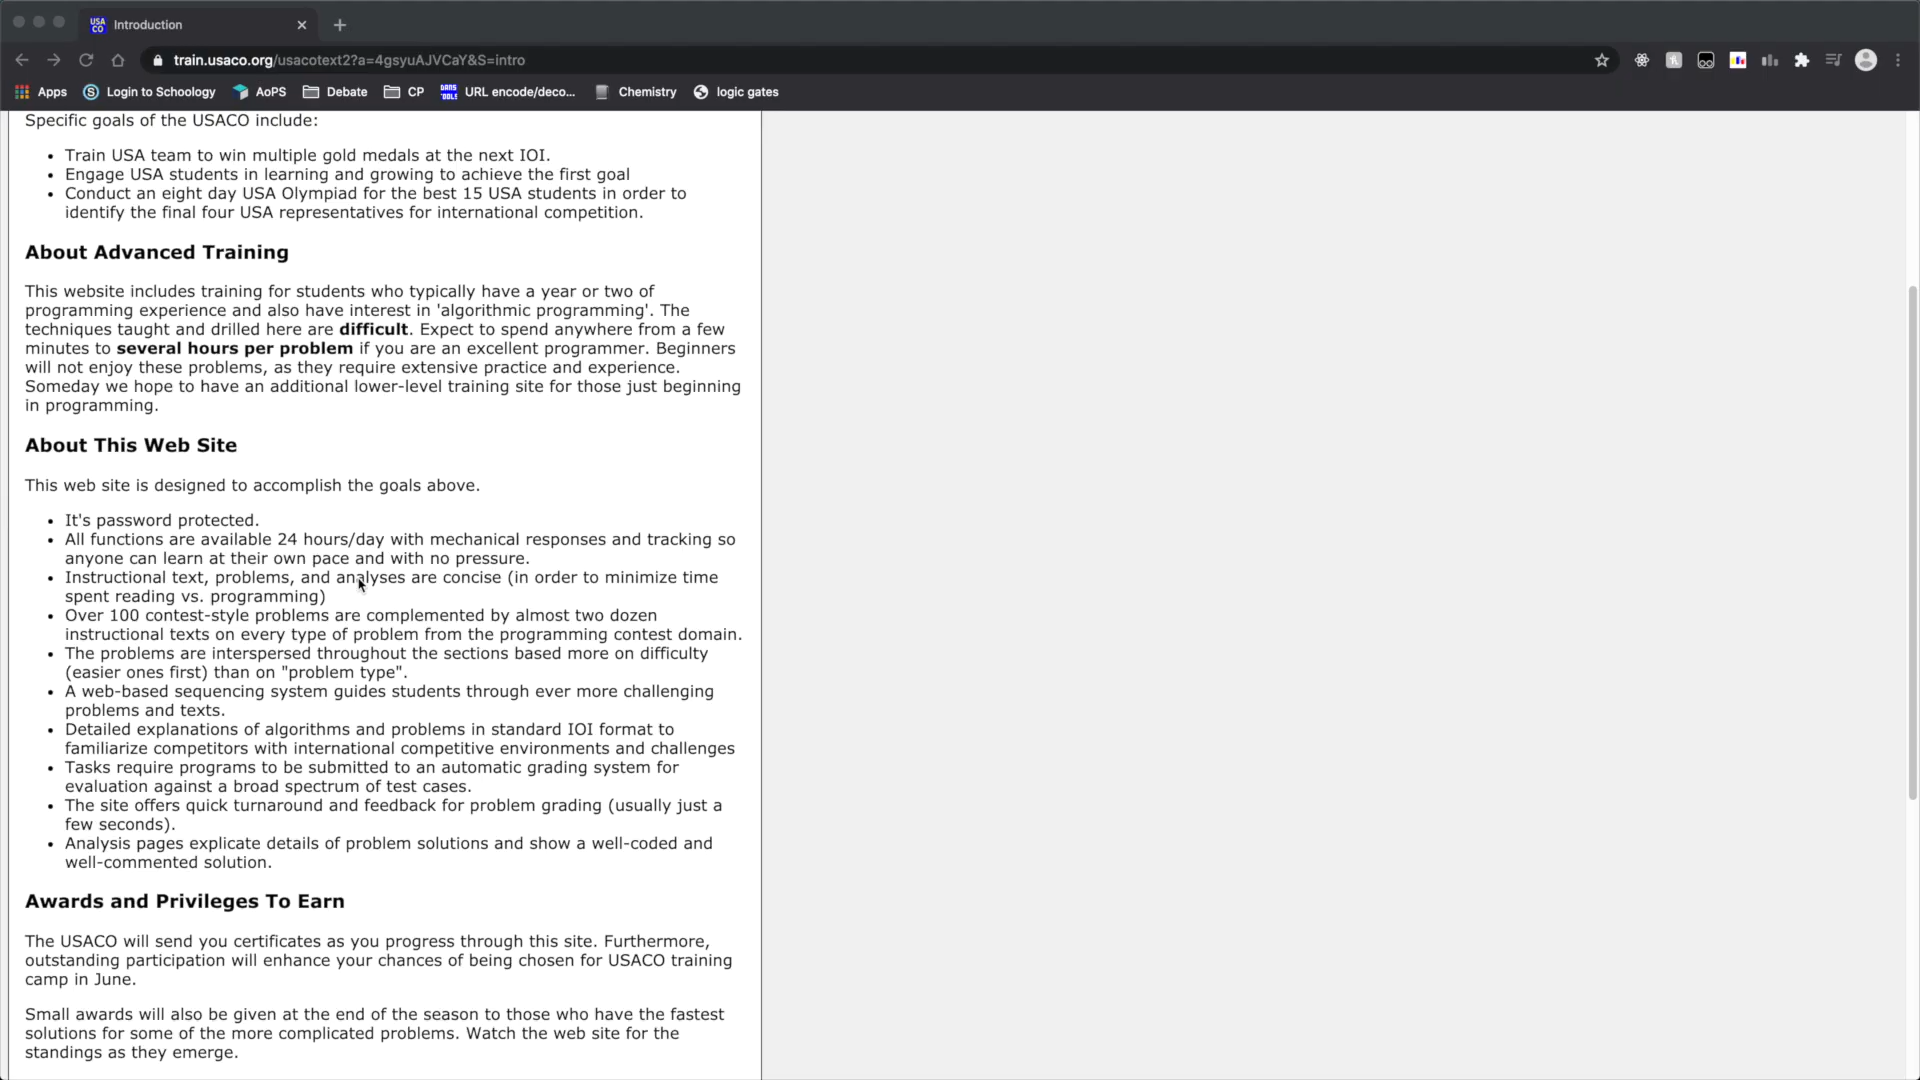 USA
CO
Introduction
train.usaco.org/usacotext2?a=4gsyuAJVCaY&S=intro
Apps
Login to Schoology
AoPS
Debate
CP
URL encode/deco...
Chemistry
logic gates
Specific goals of the USACO include:
• Train USA team to win multiple gold medals at the next IOI.
• Engage USA students in learning and growing to achieve the first goal
• Conduct an eight day USA Olympiad for the best 15 USA students in order to
identify the final four USA representatives for international competition.
About Advanced Training
This website includes training for students who typically have a year or two of
programming experience and also have interest in 'algorithmic programming'. The
techniques taught and drilled here are difficult. Expect to spend anywhere from a few
minutes to several hours per problem if you are an excellent programmer. Beginners
will not enjoy these problems, as they require extensive practice and experience.
Someday we hope to have an additional lower-level training site for those just beginning
in programming.
About This Web Site
This web site is designed to accomplish the goals above.
• It's password protected.
• All functions are available 24 hours/day with mechanical responses and tracking so
anyone can learn at their own pace and with no pressure.
• Instructional text, problems, and analyses are concise (in order to minimize time
spent reading vs. programming)
• Over 100 contest-style problems are complemented by almost two dozen
instructional texts on every type of problem from the programming contest domain.
• The problems are interspersed throughout the sections based more on difficulty
(easier ones first) than on "problem type".
• A web-based sequencing system guides students through ever more challenging
problems and texts.
• Detailed explanations of algorithms and problems in standard IOI format to
familiarize competitors with international competitive environments and challenges
• Tasks require programs to be submitted to an automatic grading system for
evaluation against a broad spectrum of test cases.
• The site offers quick turnaround and feedback for problem grading (usually just a
few seconds).
• Analysis pages explicate details of problem solutions and show a well-coded and
well-commented solution.
Awards and Privileges To Earn
The USACO will send you certificates as you progress through this site. Furthermore,
outstanding participation will enhance your chances of being chosen for USACO training
camp in June.
Small awards will also be given at the end of the season to those who have the fastest
solutions for some of the more complicated problems. Watch the web site for the
standings as they emerge.